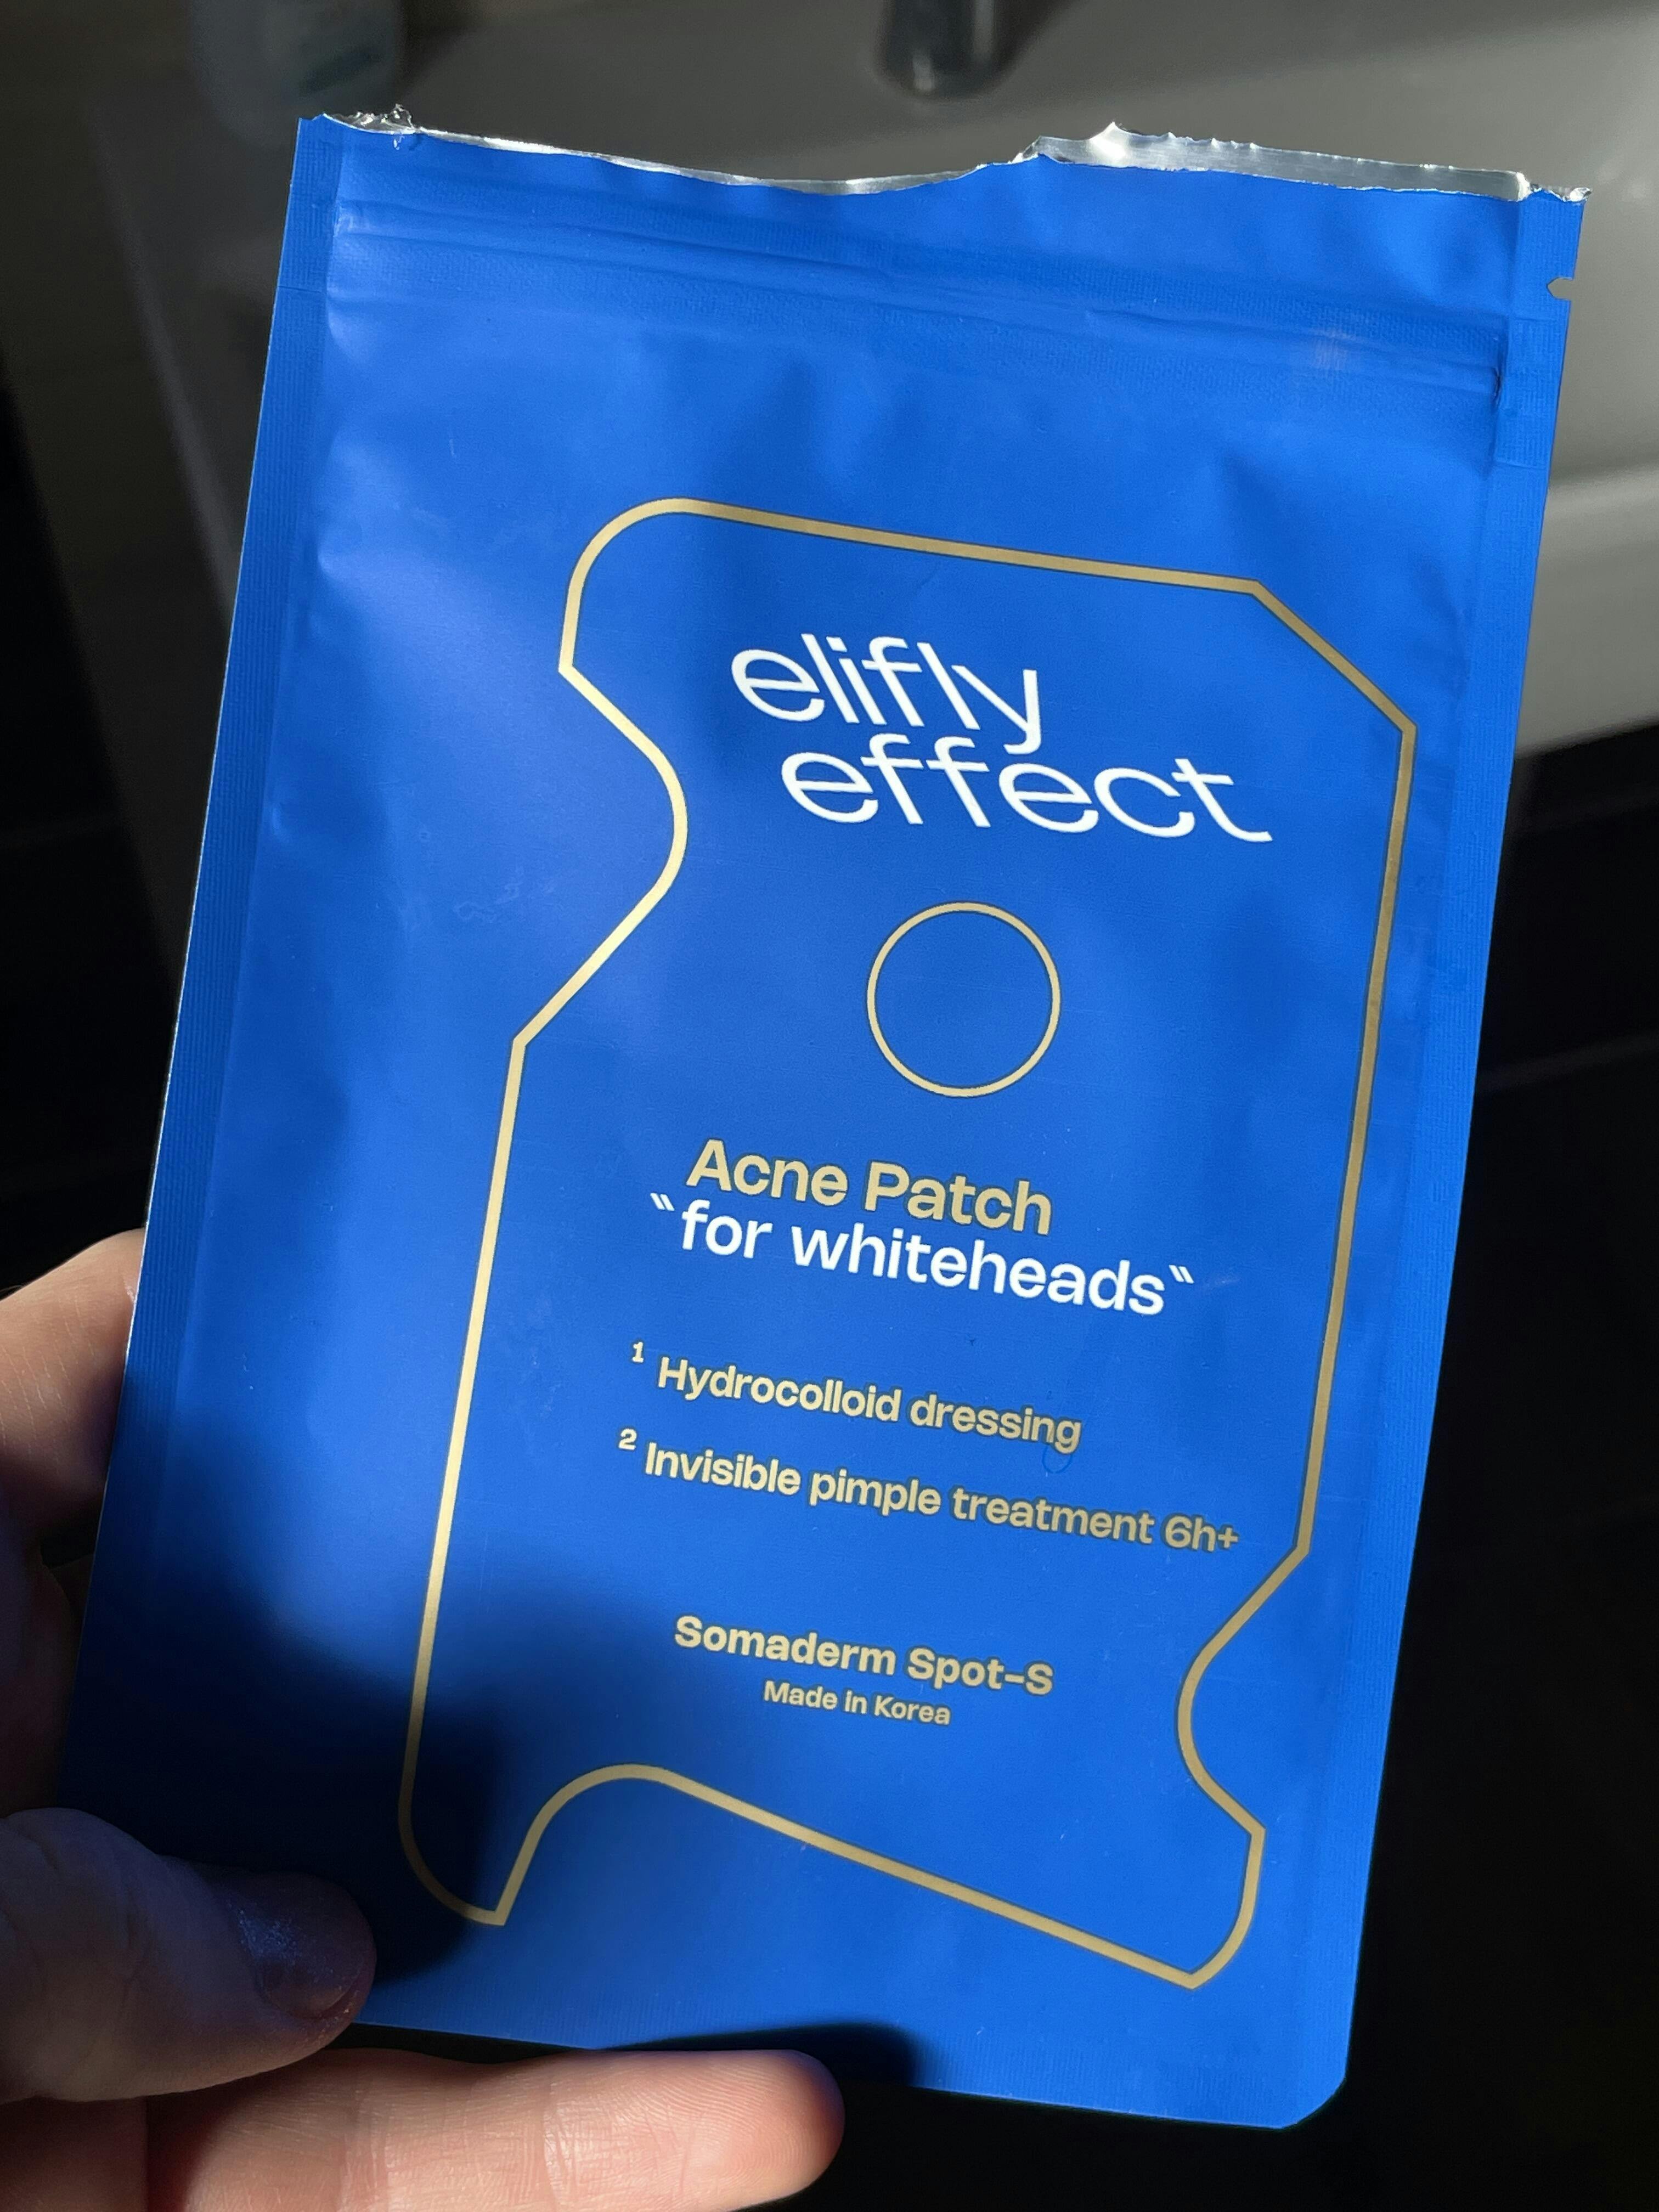 elifly
effect
Acne Patch
"for whiteheads"
1 Hydrocolloid dressing
2 Invisible pimple treatment 6h+
Somaderm Spot-S
Made in Korea